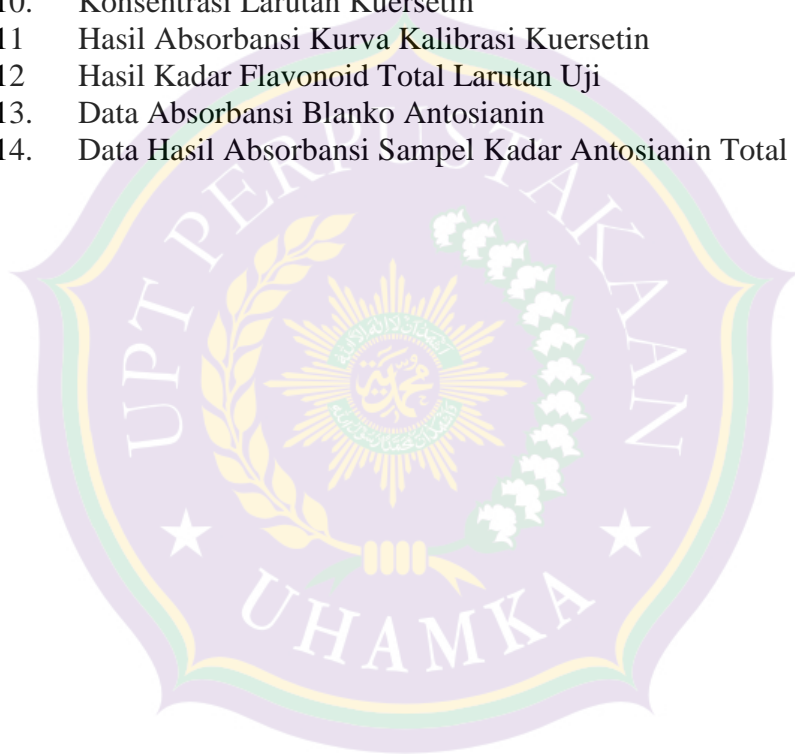 10. Konsentrasi Larutan Kuersetin
11 Hasil Absorbansi Kurva Kalibrasi Kuersetin
12 Hasil Kadar Flavonoid Total Larutan Uji
13. Data Absorbansi Blanko Antosianin
14. Data Hasil Absorbansi Sampel Kadar Antosianin Total
UPT PERPUSTAKAAN
محمد
UHAMKA